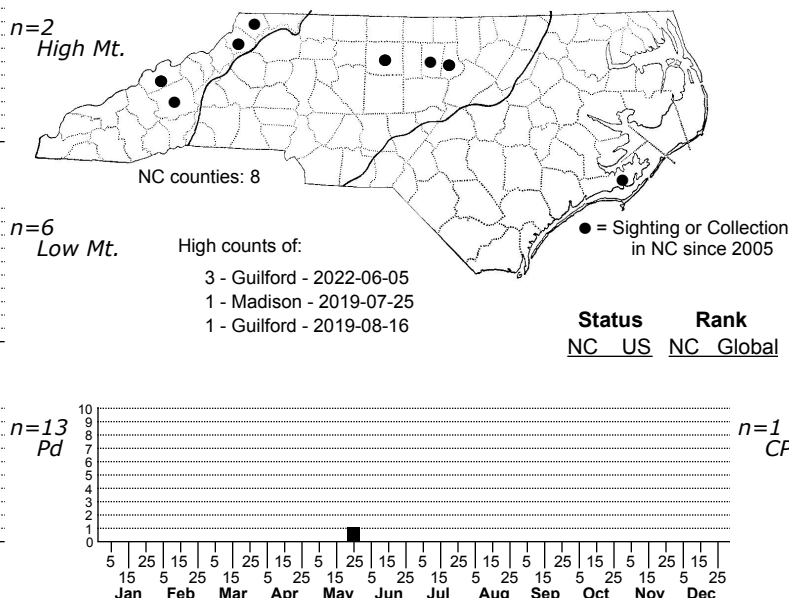 n=2
High Mt.
NC counties: 8
n=6
Low Mt.
High counts of:
3 - Guilford - 2022-06-05
1 - Madison - 2019-07-25
1 - Guilford - 2019-08-16
● = Sighting or Collection
in NC since 2005
Status Rank
NC US NC Global
n=13
Pd
n=1
CP
10
9
8
7
6
5
4
3
2
1
0
5 25 15 5 25 15 5 25 15 5 25 15 5 25 15 5 25 15
15 5 25 15 5 25 15 5 25 15 5 25 15 5 25 15 5 25
Jan Feb Mar Apr May Jun Jul Aug Sep Oct Nov Dec